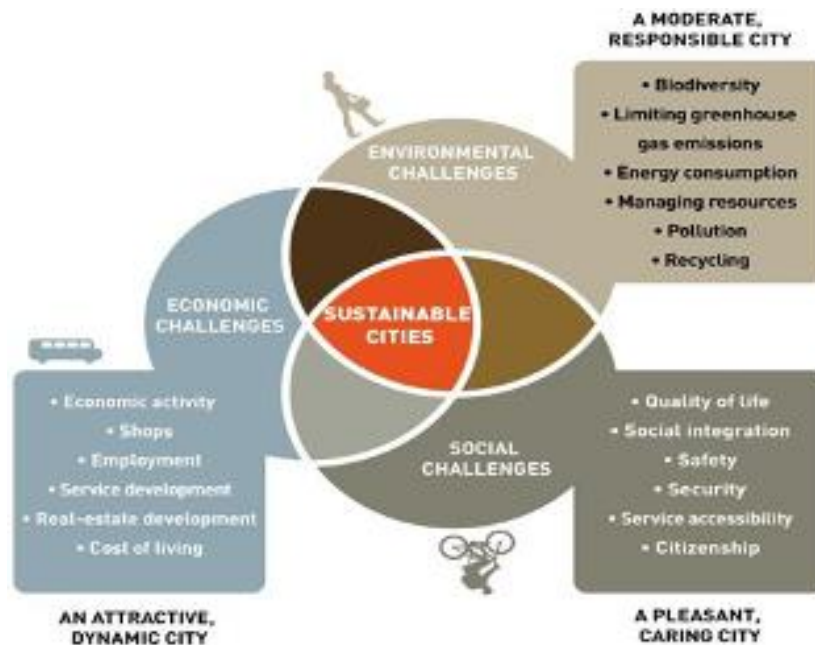 A MODERATE,
RESPONSIBLE CITY
• Biodiversity
• Limiting greenhouse
gas emissions
• Energy consumption
• Managing resources
• Pollution
• Recycling
ENVIRONMENTAL
CHALLENGES
ECONOMIC
CHALLENGES
SUSTAINABLE
CITIES
SOCIAL
CHALLENGES
• Economic activity
• Shops
• Employment
• Service development
• Real-estate development
• Cost of living
AN ATTRACTIVE,
DYNAMIC CITY
• Quality of life
• Social integration
• Safety
• Security
• Service accessibility
• Citizenship
A PLEASANT,
CARING CITY